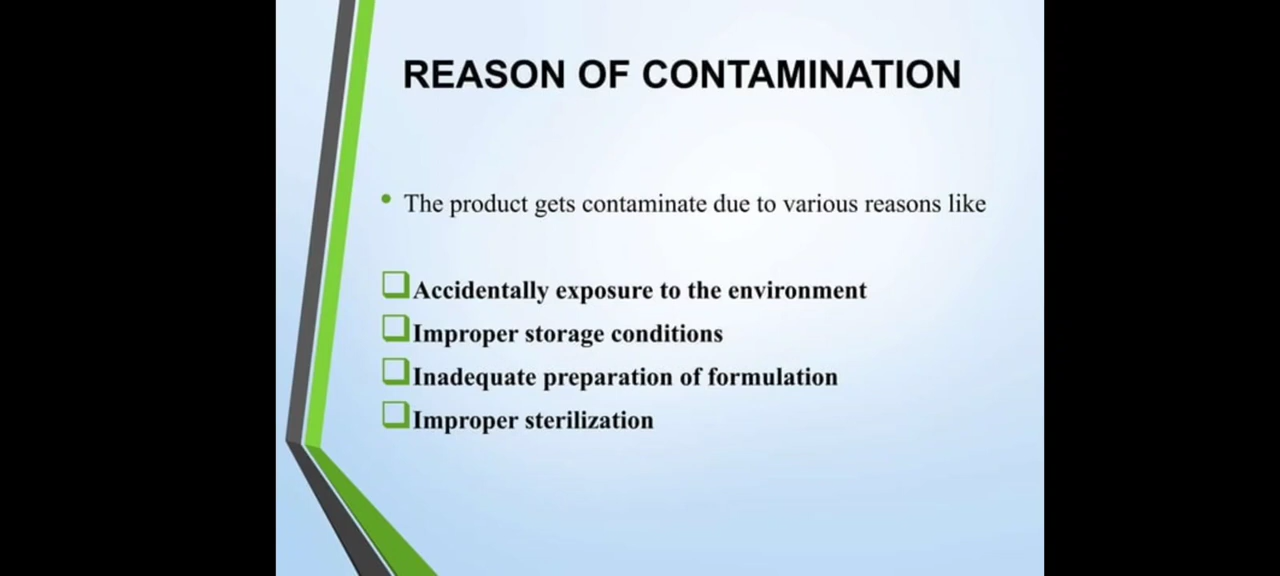 REASON OF CONTAMINATION
The product gets contaminate due to various reasons like
Accidentally exposure to the environment
Improper storage conditions
Inadequate preparation of formulation
Improper sterilization